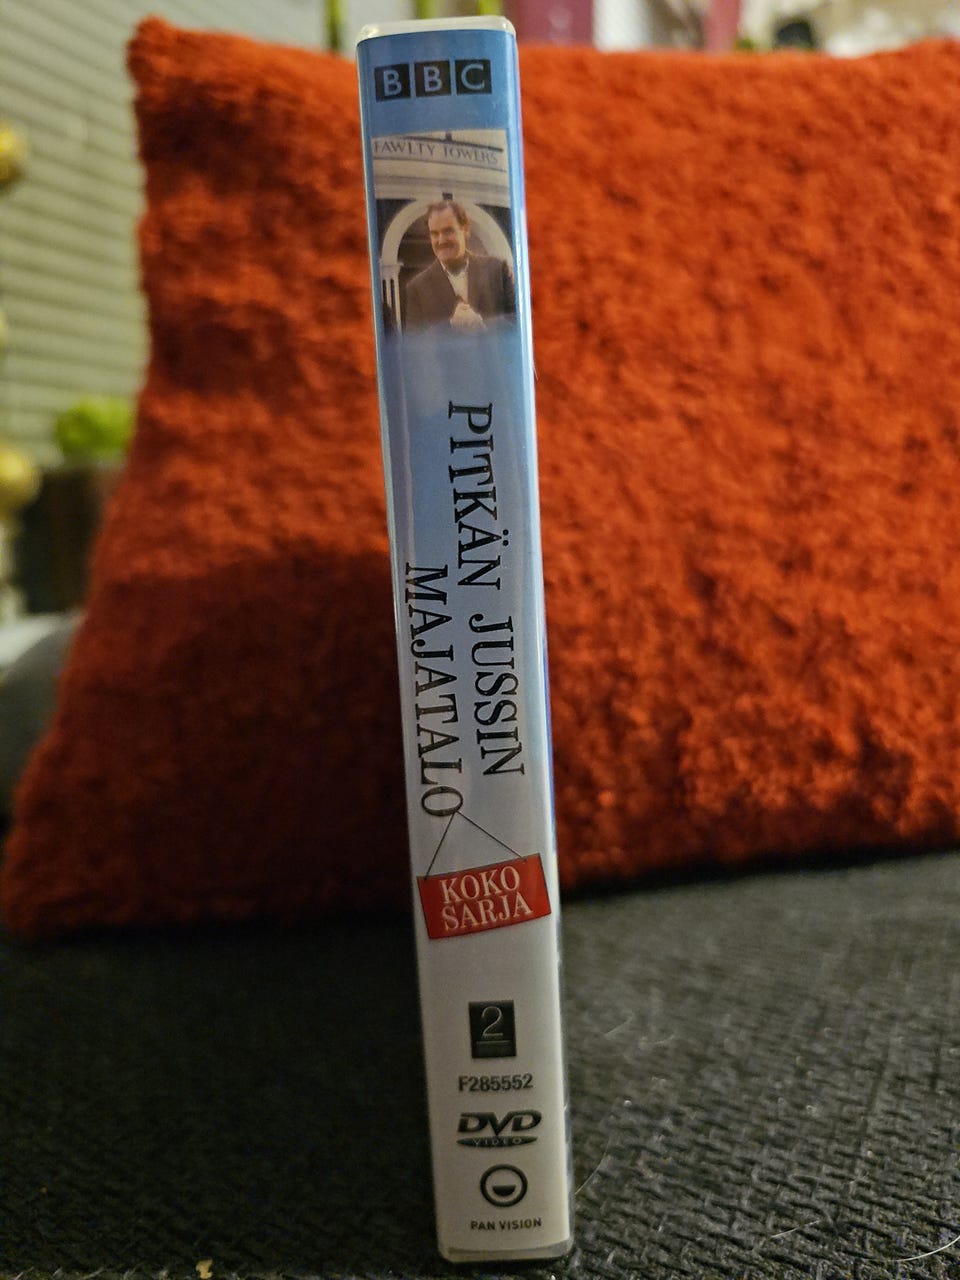 BBC
FAWLTY TOWERS
PITKÄN JUSSIN
MAJATALO
KOKO
SARJA
2
F285552
DVD
VIDEO
PAN VISION